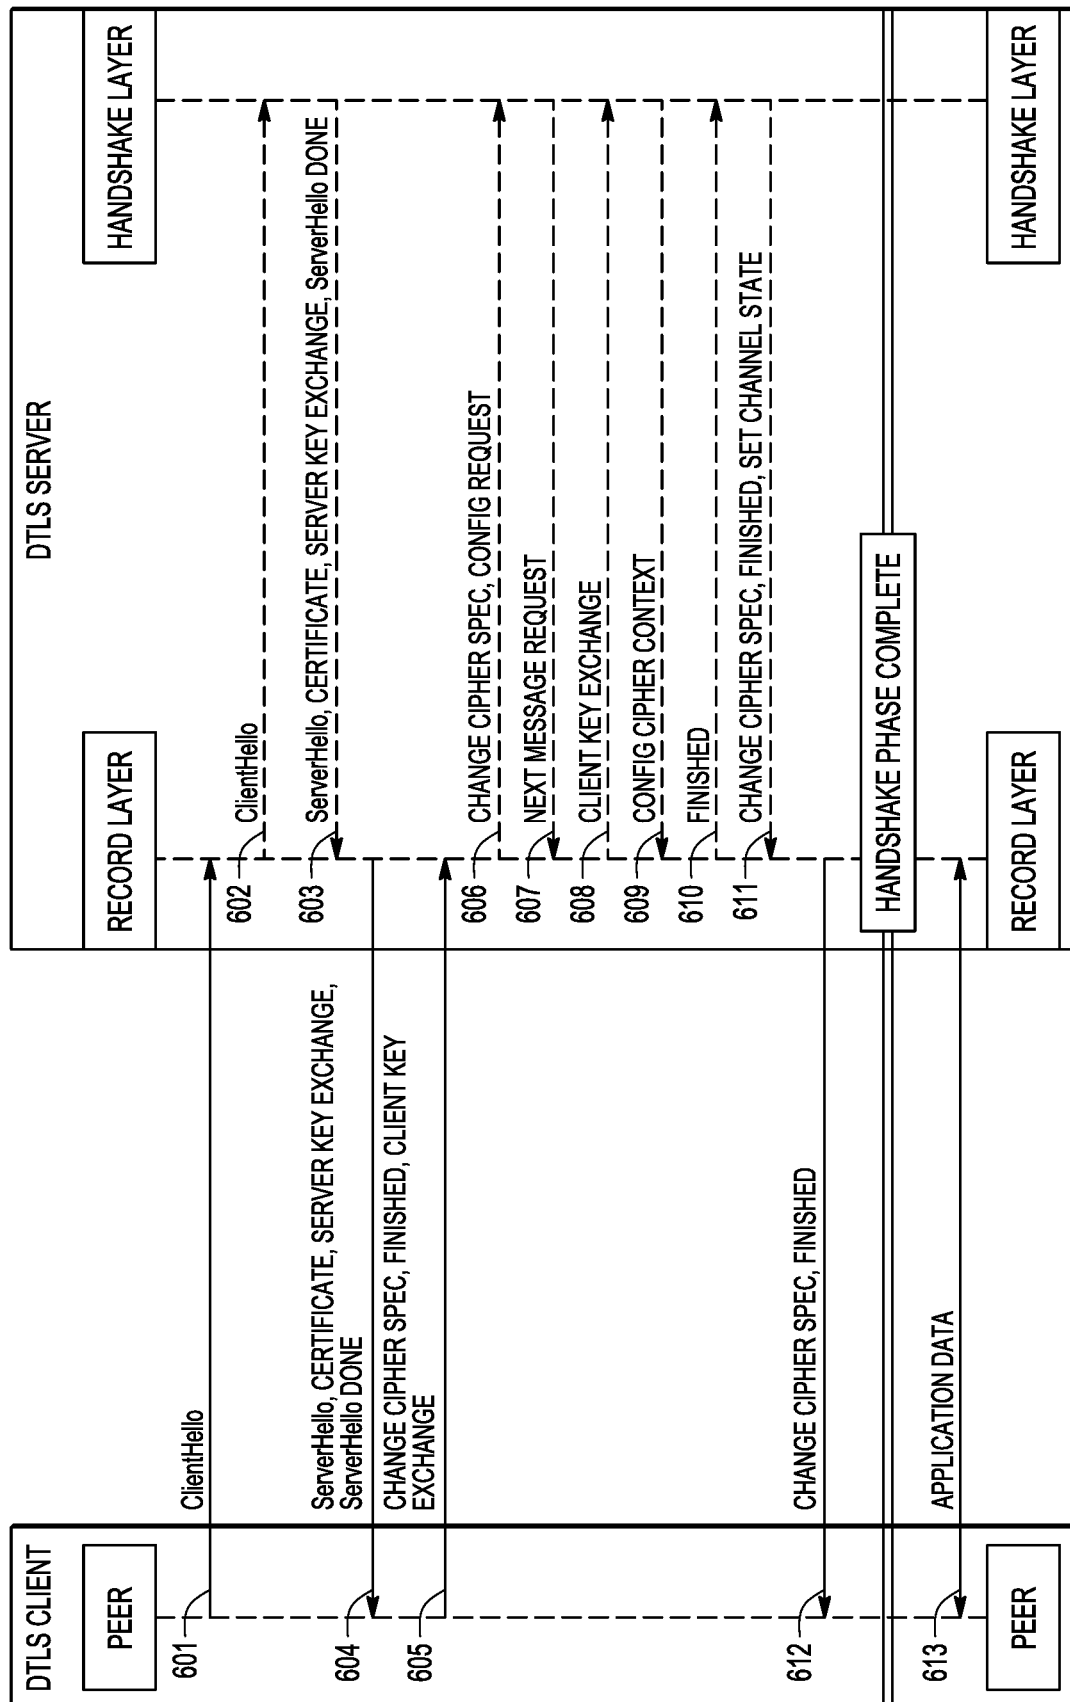 DTLS CLIENT
DTLS SERVER
PEER
RECORD LAYER
HANDSHAKE LAYER
601
ClientHello
602
ClientHello
603
ServerHello, CERTIFICATE, SERVER KEY EXCHANGE, ServerHello DONE
604
ServerHello, CERTIFICATE, SERVER KEY EXCHANGE,
ServerHello DONE
605
CHANGE CIPHER SPEC, FINISHED, CLIENT KEY
EXCHANGE
606
CHANGE CIPHER SPEC, CONFIG REQUEST
607
NEXT MESSAGE REQUEST
608
CLIENT KEY EXCHANGE
609
CONFIG CIPHER CONTEXT
610
FINISHED
611
CHANGE CIPHER SPEC, FINISHED, SET CHANNEL STATE
612
CHANGE CIPHER SPEC, FINISHED
HANDSHAKE PHASE COMPLETE
613
APPLICATION DATA
PEER
RECORD LAYER
HANDSHAKE LAYER